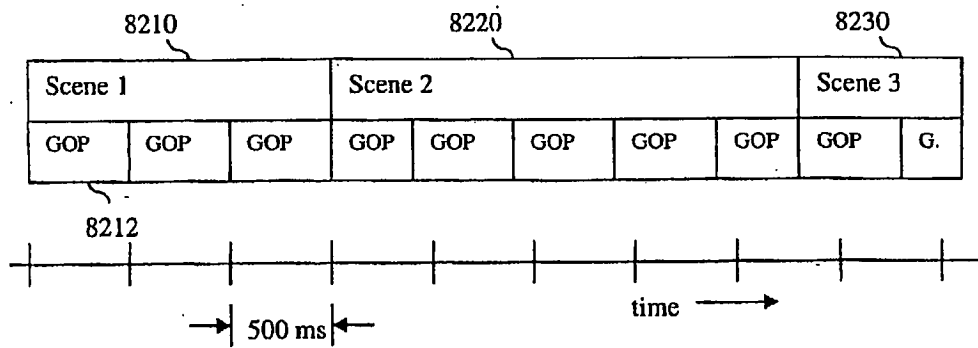 8210 8220 8230
Scene 1 Scene 2 Scene 3
GOP GOP GOP GOP GOP GOP GOP GOP GOP G.
8212
time
500 ms